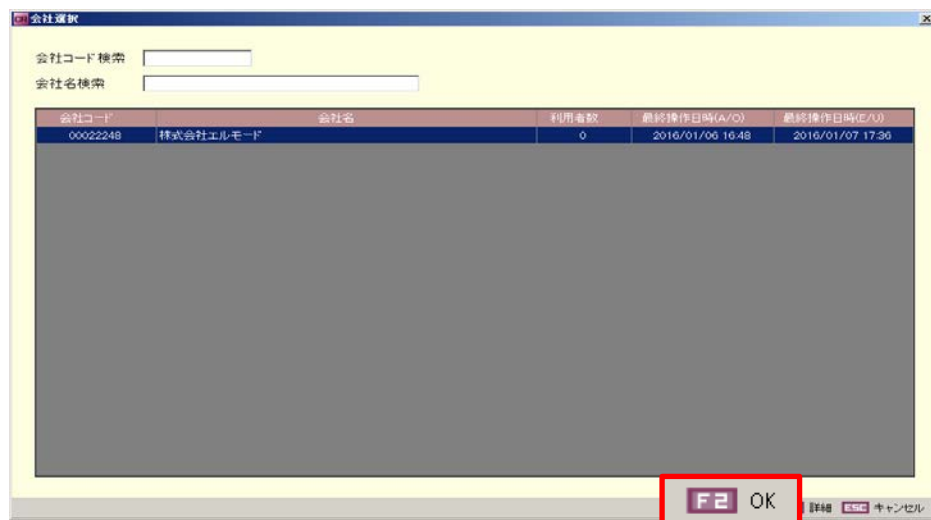 会社選択
会社コード検索
会社名検索
会社コード 会社名 利用者数 最終操作日時(A/O) 最終操作日時(E/U)
00022248 株式会社エルモード 0 2016/01/06 16:48 2016/01/07 17:36
F2 OK 詳細 ESC キャンセル